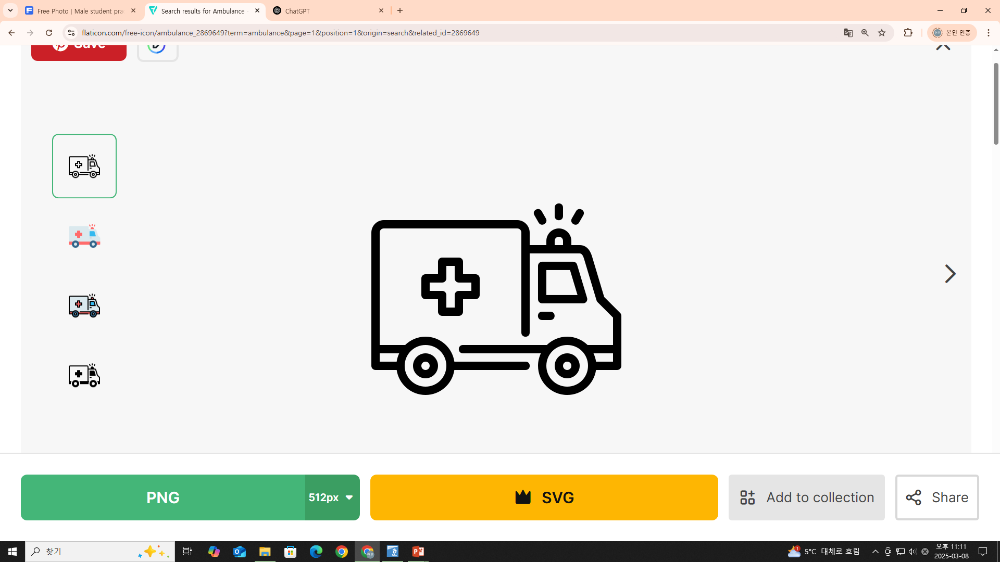 Free Photo | Male student pra
Search results for Ambulance
ChatGPT
flaticon.com/free-icon/ambulance_2869649?term=ambulance&page=1&position=1&origin=search&related_id=2869649
본인 인증
Save
PNG
512px
SVG
Add to collection
Share
찾기
1
5°C 대체로 흐림
오후 11:11
2025-03-08